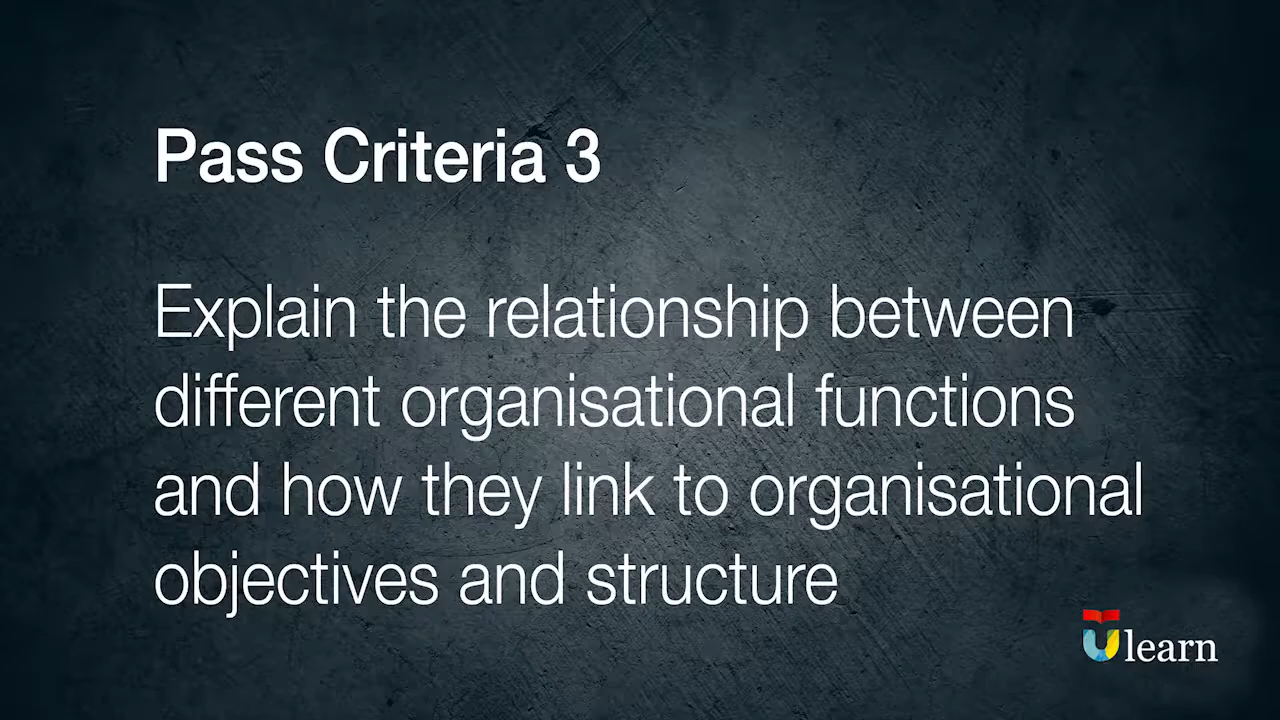 Pass Criteria 3
Explain the relationship between
different organisational functions
and how they link to organisational
objectives and structure
Ulearn